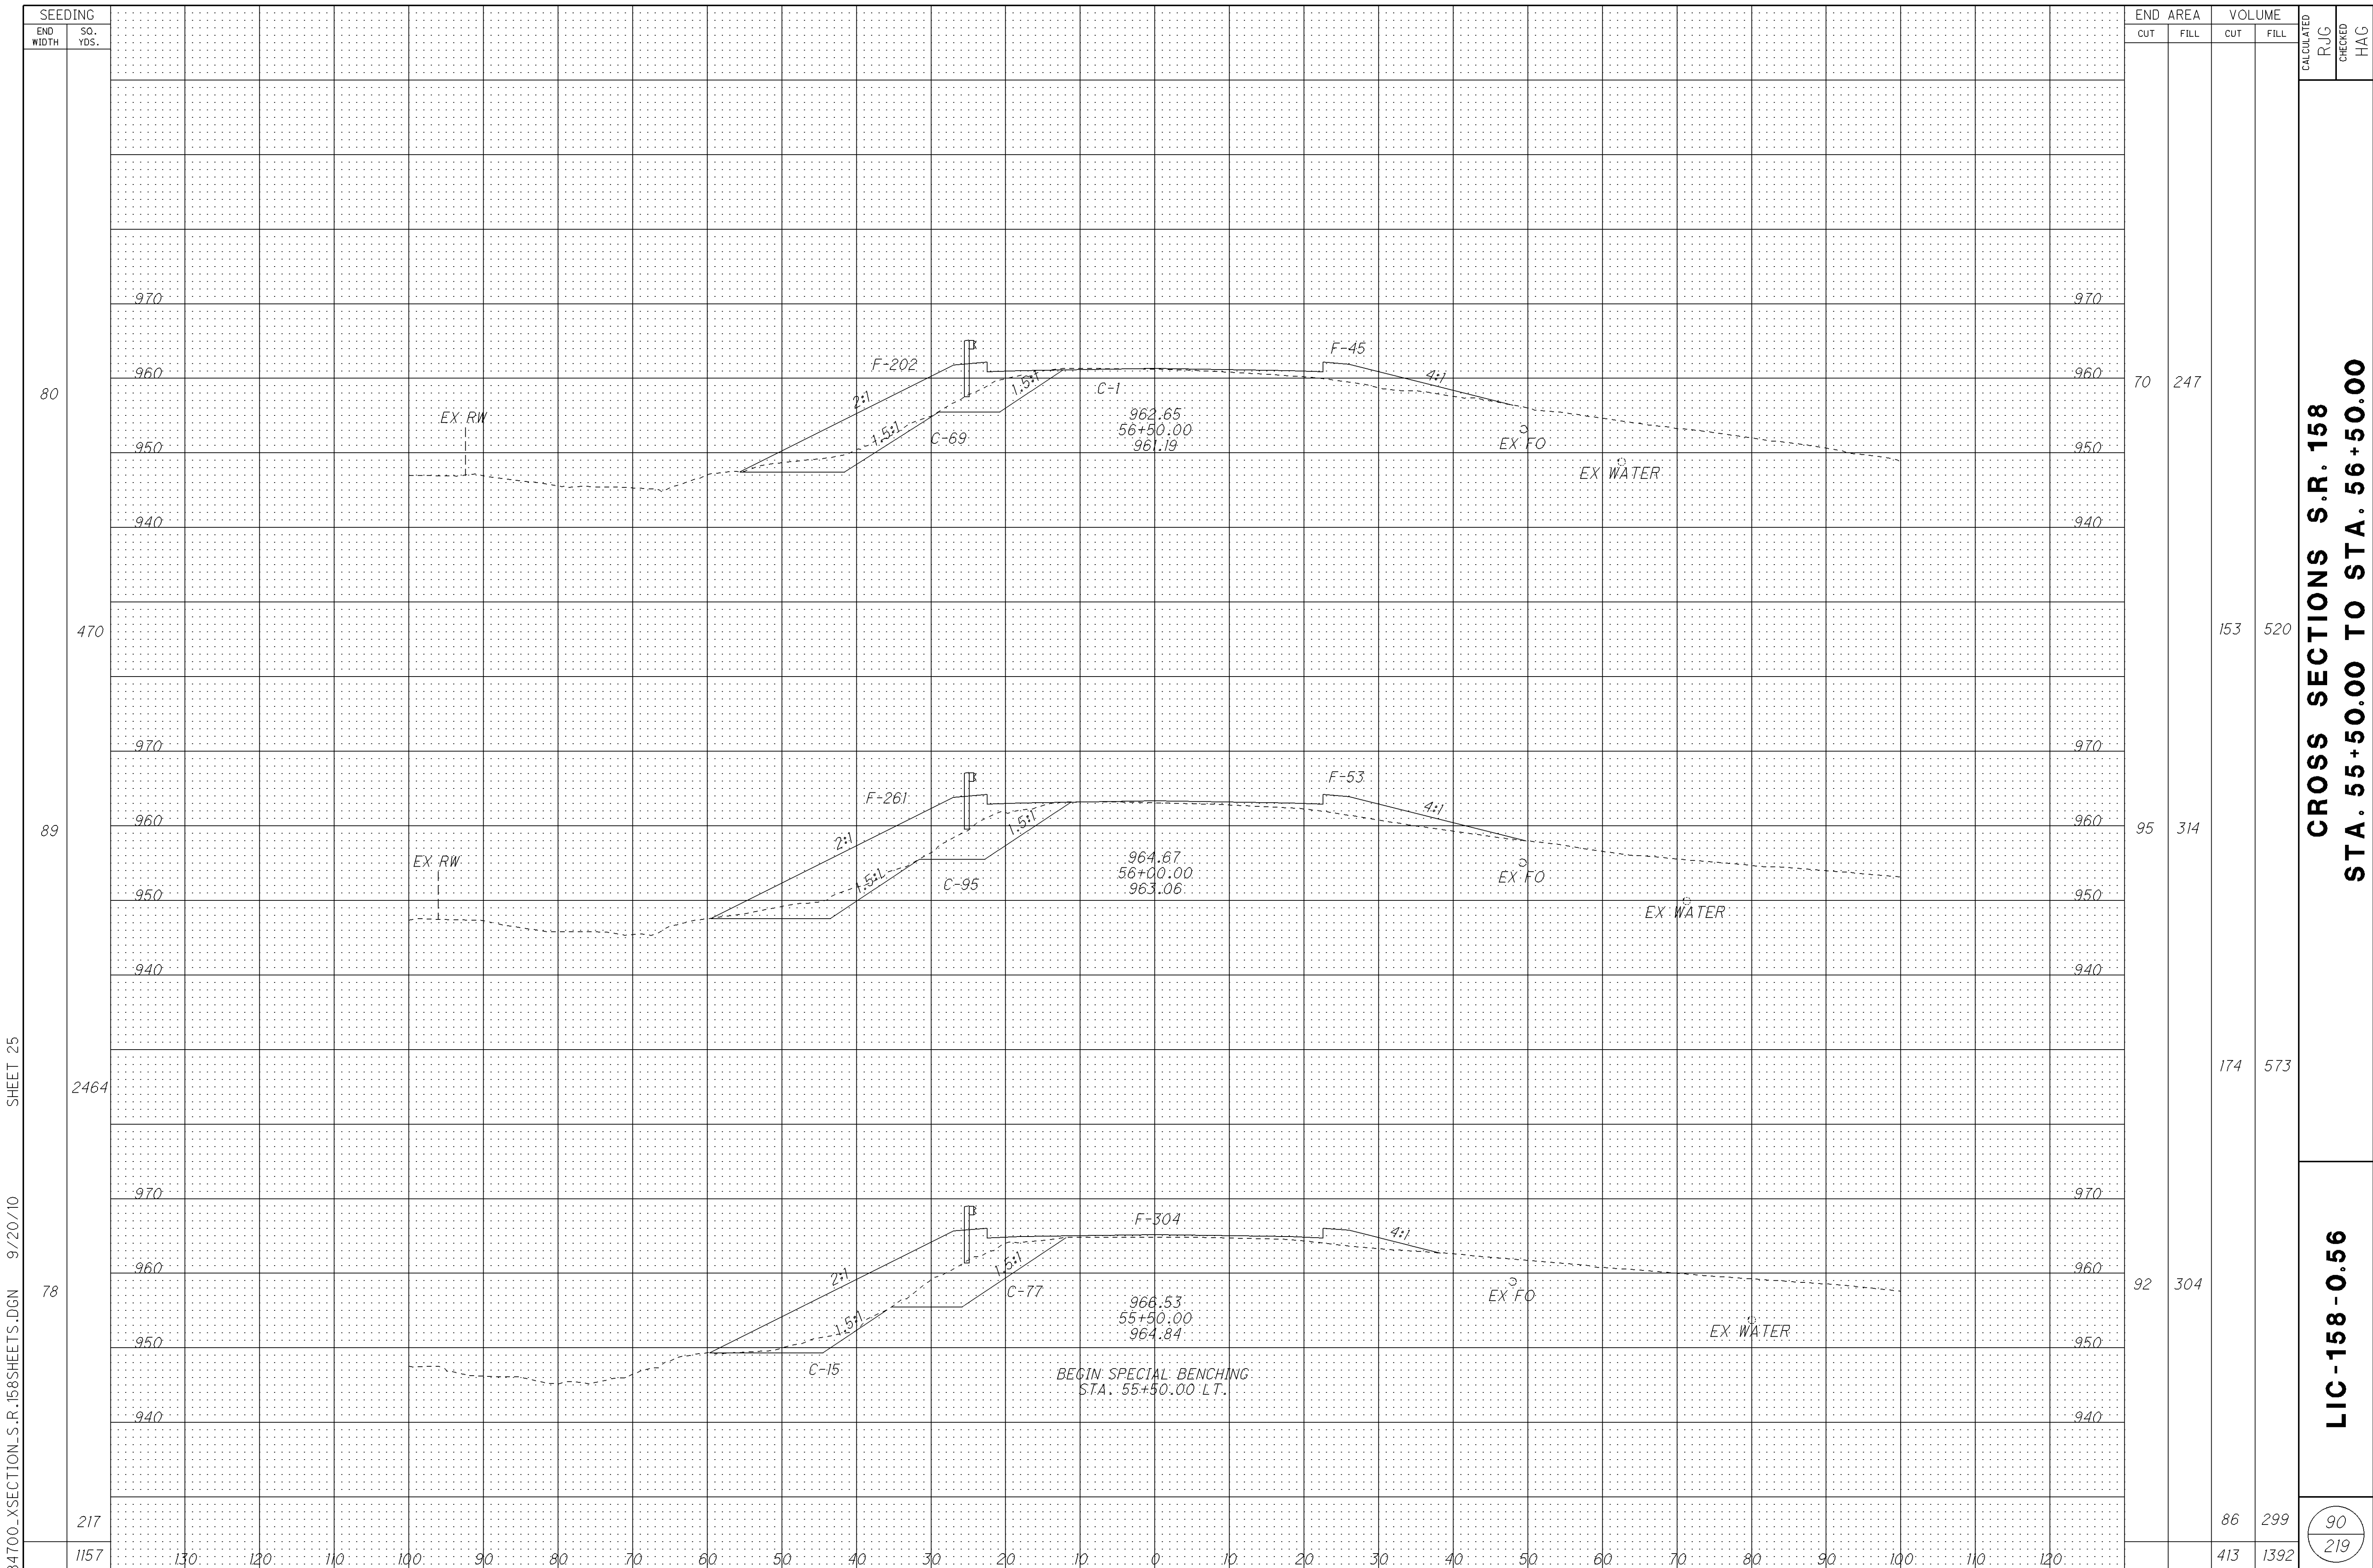 SEEDING
END WIDTH
SQ. YDS.
END AREA
VOLUME
CUT
FILL
CUT
FILL
CALCULATED
RJG
CHECKED
HAG
970
970
F-202
F-45
960
960
80
2:1
1.5:1
C-1
4:1
70
247
EX RW
1.5:1
C-69
962.65
56+50.00
961.19
EX FO
950
950
EX WATER
940
940
470
153
520
970
970
F-261
F-53
960
960
89
2:1
1.5:1
4:1
95
314
EX RW
1.5:1
C-95
964.67
56+00.00
963.06
EX FO
950
950
EX WATER
940
940
2464
174
573
970
970
F-304
960
960
78
2:1
1.5:1
4:1
92
304
C-77
966.53
55+50.00
964.84
EX FO
1.5:1
950
950
EX WATER
C-15
BEGIN SPECIAL BENCHING
STA. 55+50.00 LT.
940
940
217
86
299
1157
130
120
110
100
90
80
70
60
50
40
30
20
10
0
10
20
30
40
50
60
70
80
90
100
110
120
413
1392
CROSS SECTIONS S.R. 158
STA. 55+50.00 TO STA. 56+50.00
LIC-158-0.56
90
219
84700_XSECTION_S.R.158SHEETS.DGN 9/20/10 SHEET 25